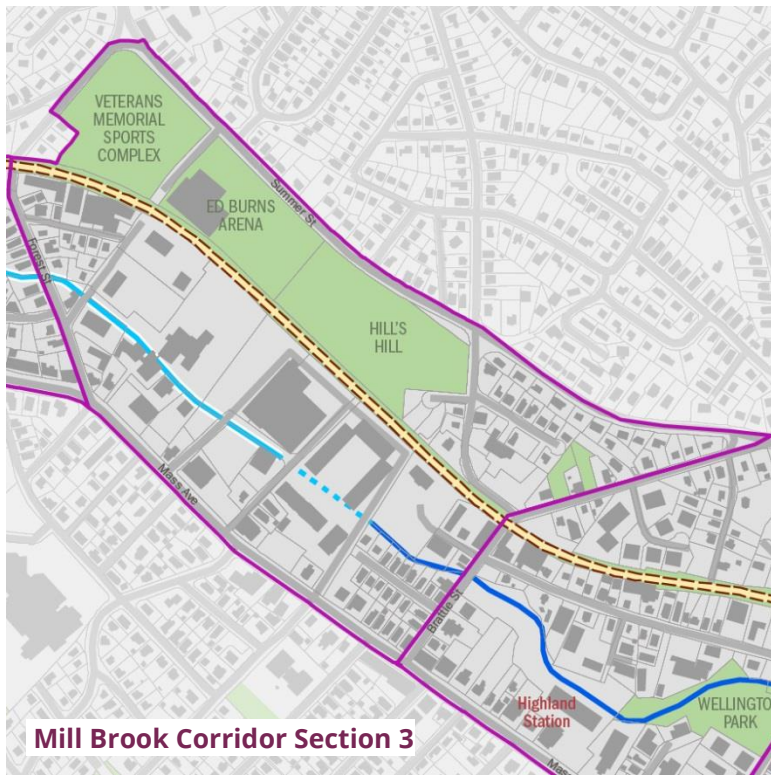 VETERANS
MEMORIAL
SPORTS
COMPLEX
ED BURNS
ARENA
Summer St
Forest St
HILL'S
HILL
Mass Ave
Brattle St
Highland
Station
WELLINGTO
PARK
Mas
Mill Brook Corridor Section 3